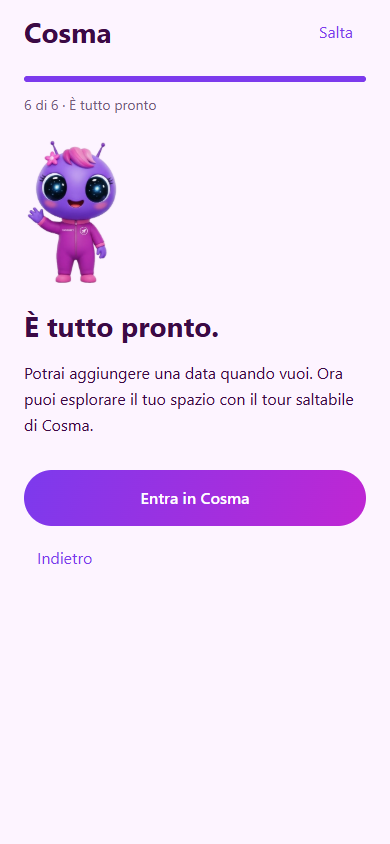 Cosma
Salta
6 di 6 · È tutto pronto
È tutto pronto.
Potrai aggiungere una data quando vuoi. Ora
puoi esplorare il tuo spazio con il tour saltabile
di Cosma.
Entra in Cosma
Indietro